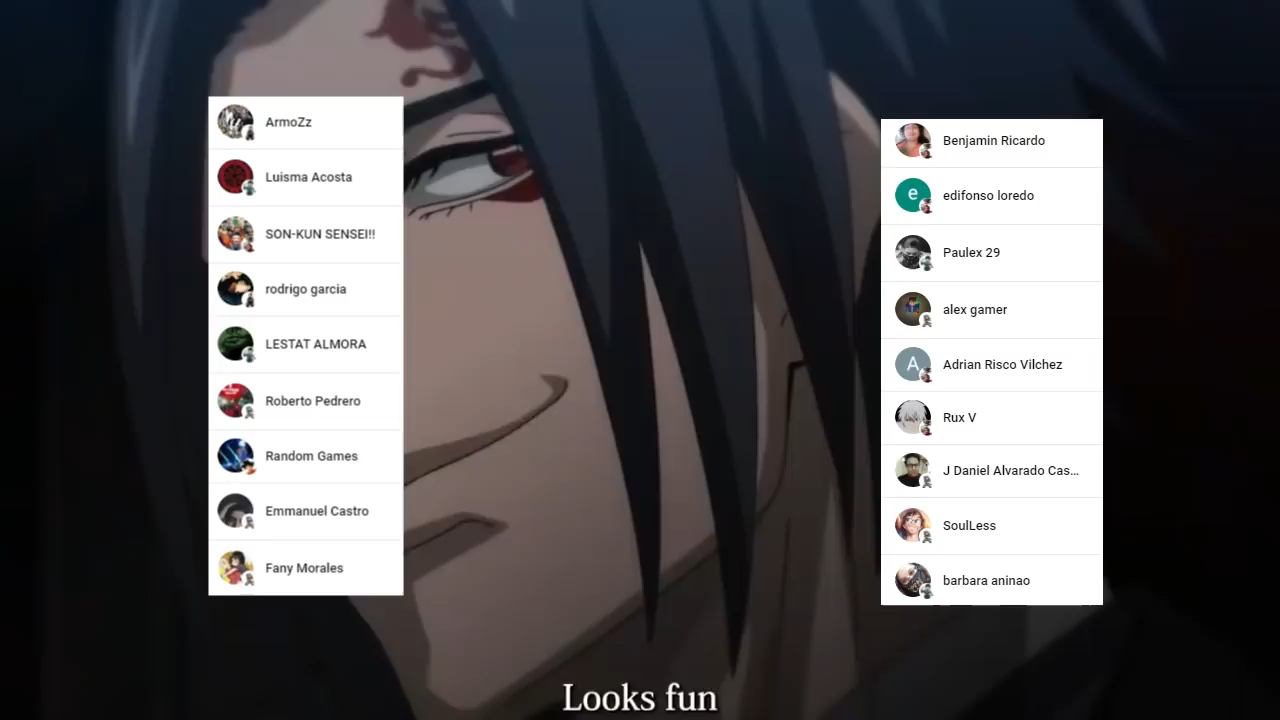 ArmoZz
Luisma Acosta
SON-KUN SENSEI!!
rodrigo garcia
LESTAT ALMORA
Roberto Pedrero
Random Games
Emmanuel Castro
Fany Morales
Benjamin Ricardo
e
edifonso loredo
Paulex 29
alex gamer
A
Adrian Risco Vilchez
Rux V
J Daniel Alvarado Cas...
SoulLess
barbara aninao
Looks fun